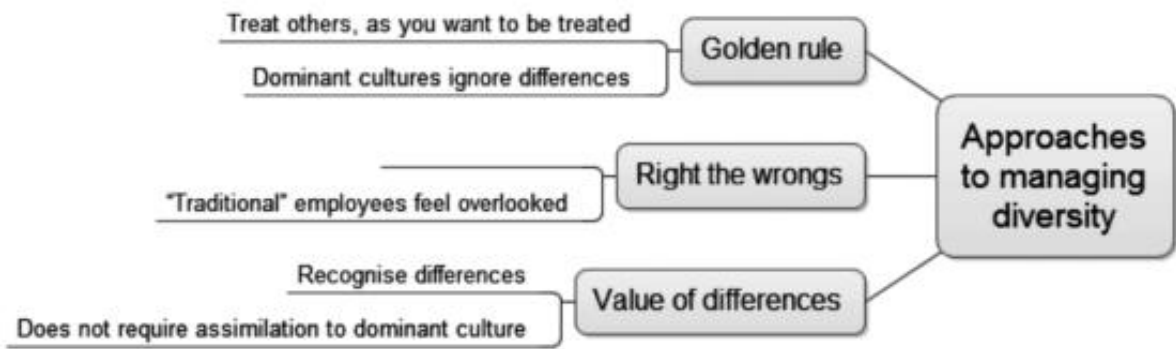 Treat others, as you want to be treated
Dominant cultures ignore differences
Golden rule
"Traditional" employees feel overlooked
Right the wrongs
Recognise differences
Does not require assimilation to dominant culture
Value of differences
Approaches
to managing
diversity